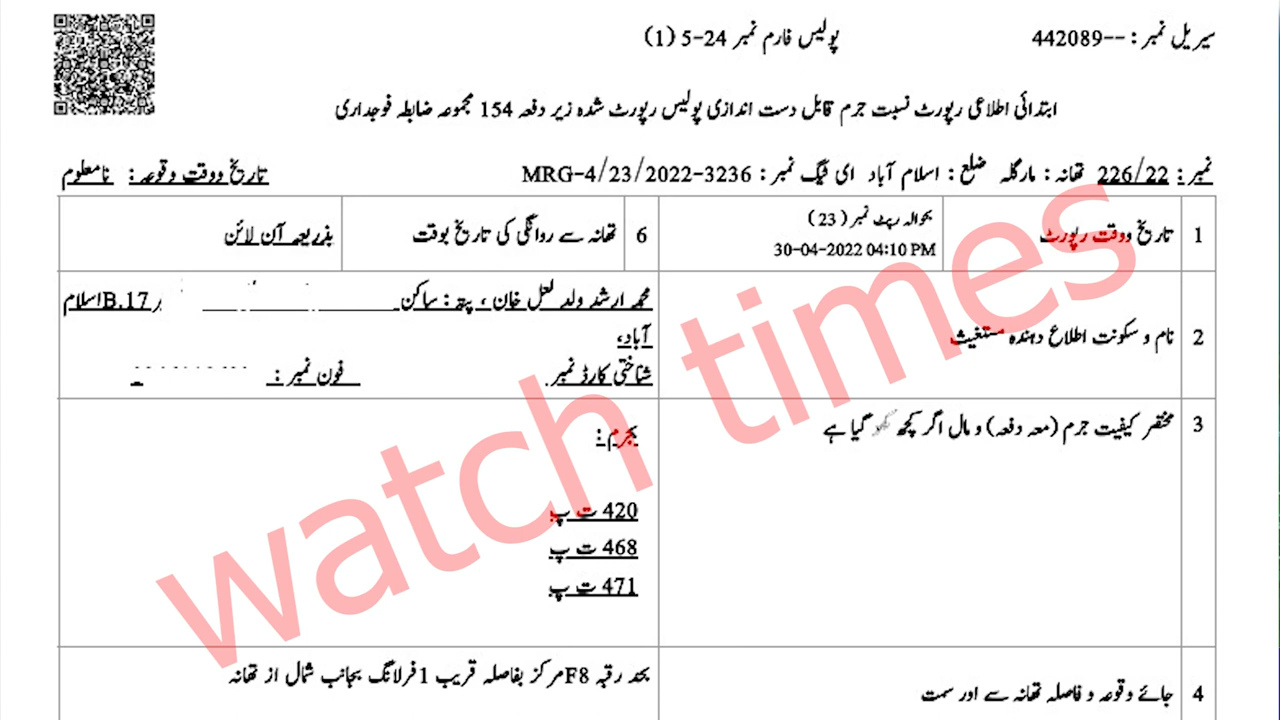 سیریل نمبر : --442089
پولیس فارم نمبر 24-5 (1)
ابتدائی اطلاعی رپورٹ نسبت جرم قابل دست اندازی پولیس رپورٹ شدہ زیر دفعہ 154 مجموعہ ضابطہ فوجداری
نمبر : 226/22 تھانہ : مارگلہ ضلع : اسلام آباد ای ٹیگ نمبر : MRG-4/23/2022-3236 تاریخ ووقت وقوعہ : نامعلوم
1 تاریخ ووقت رپورٹ
بحوالہ رپٹ نمبر ( 23 )
30-04-2022 04:10 PM
6 تھانہ سے روانگی کی تاریخ بوقت
بذریعہ آن لائن
2 نام و سکونت اطلاع دہندہ مستغیث
محمد ارشد ولد لعل خان ، پتہ : ساکن B.17 اسلام
آباد،
شناختی کارڈ نمبر فون نمبر :
3 مختصر کیفیت جرم (معہ دفعہ) و مال اگر کچھ کھو گیا ہے
بجرم :
420 ت پ
468 ت پ
471 ت پ
4 جائے وقوعہ و فاصلہ تھانہ سے اور سمت
بحد رقبہ F8 مرکز بفاصلہ قریب 1 فرلانگ بجانب شمال از تھانہ
watch times